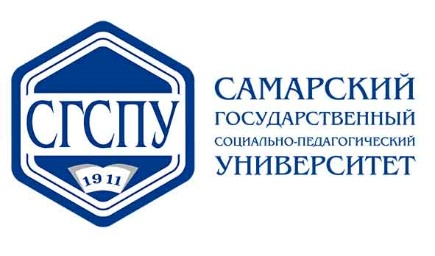 СГСПУ
1911
САМАРСКИЙ
ГОСУДАРСТВЕННЫЙ
СОЦИАЛЬНО-ПЕДАГОГИЧЕСКИЙ
УНИВЕРСИТЕТ